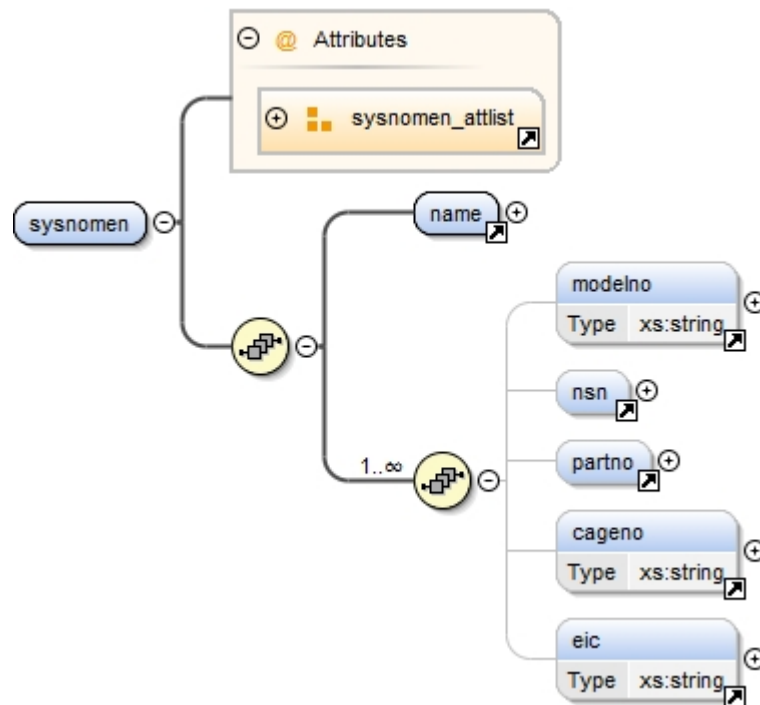 @ Attributes
sysnomen_attlist
sysnomen
name
modelno
Type xs:string
nsn
1..∞
partno
cageno
Type xs:string
eic
Type xs:string